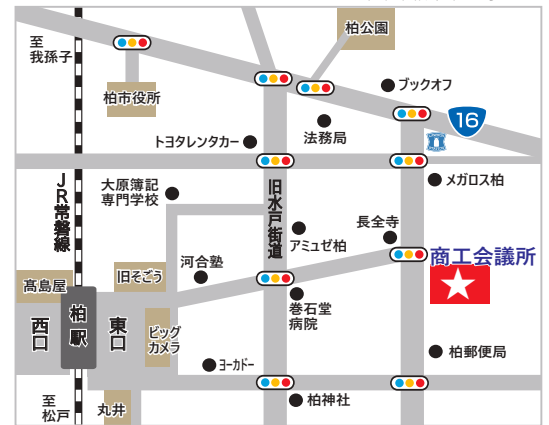 至
我孫子
柏公園
ブックオフ
柏市役所
16
法務局
トヨタレンタカー
JR常磐線
大原簿記
専門学校
旧水戸街道
メガロス柏
長全寺
アミュゼ柏
商工会議所
河合塾
旧そごう
髙島屋
巻石堂
病院
西口
柏駅
東口
ビッグ
カメラ
ヨーカドー
柏郵便局
至
松戸
丸井
柏神社